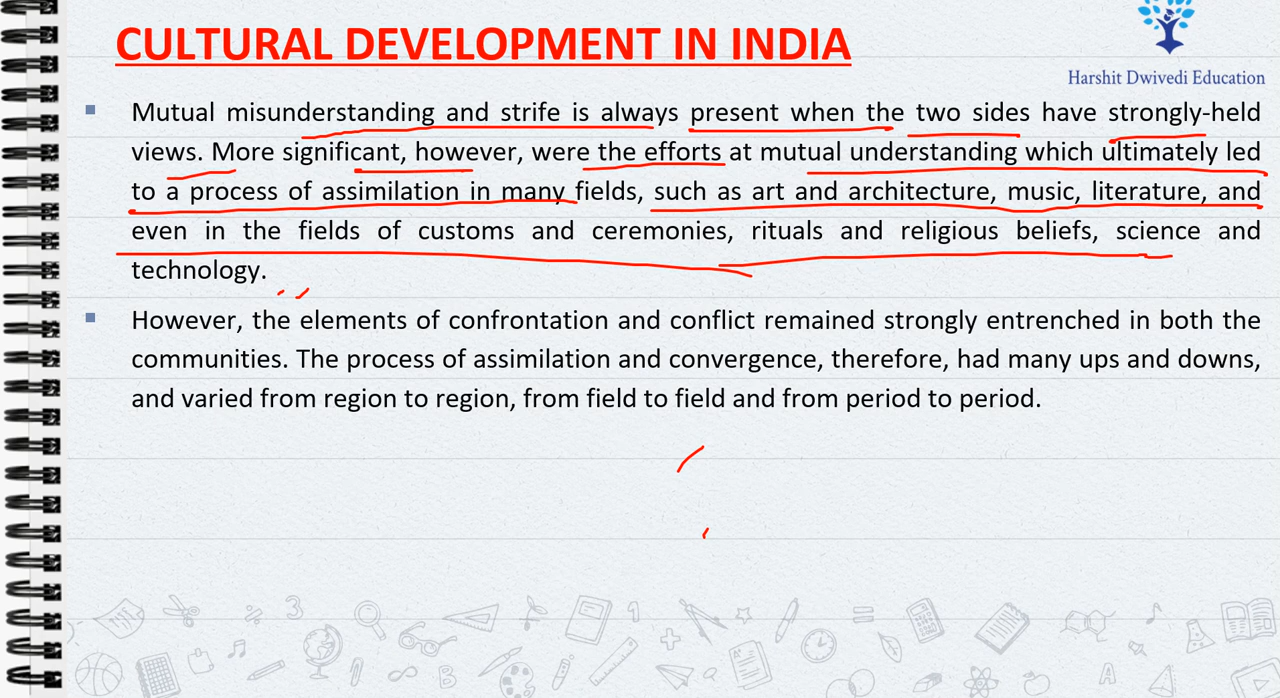 CULTURAL DEVELOPMENT IN INDIA
Harshit Dwivedi Education
▪ Mutual misunderstanding and strife is always present when the two sides have strongly-held
views. More significant, however, were the efforts at mutual understanding which ultimately led
to a process of assimilation in many fields, such as art and architecture, music, literature, and
even in the fields of customs and ceremonies, rituals and religious beliefs, science and
technology.
▪ However, the elements of confrontation and conflict remained strongly entrenched in both the
communities. The process of assimilation and convergence, therefore, had many ups and downs,
and varied from region to region, from field to field and from period to period.